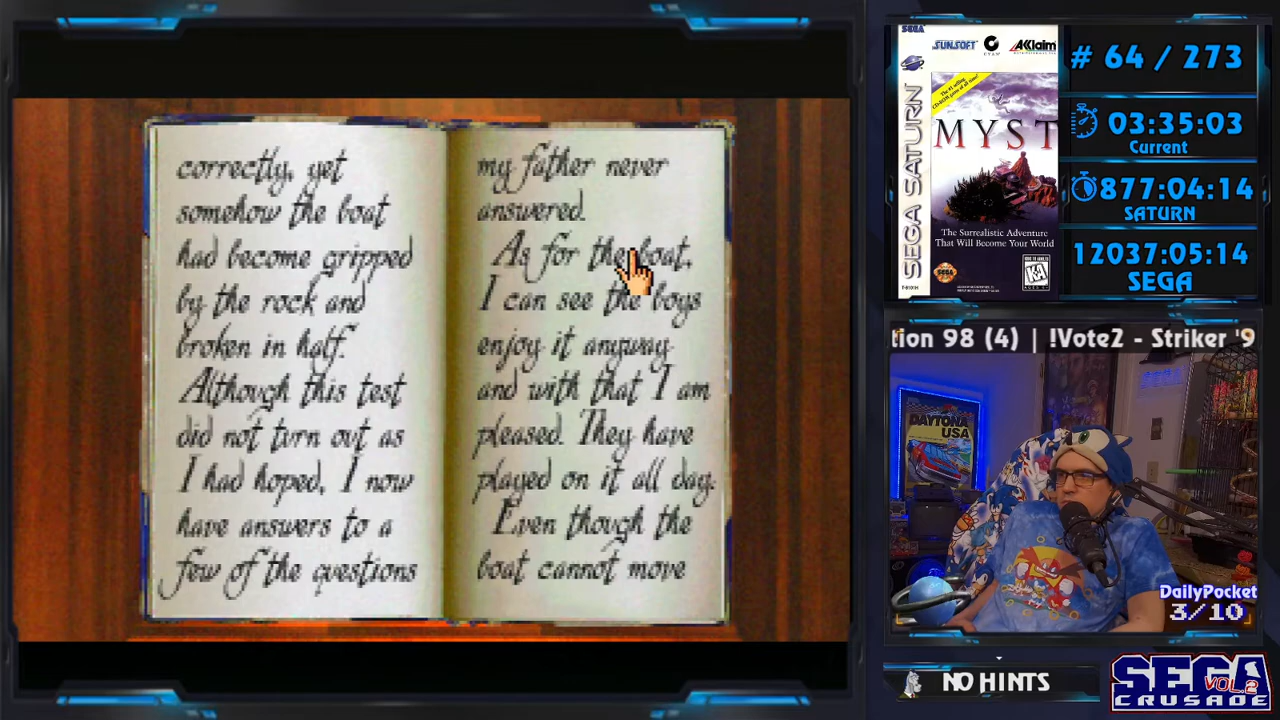 correctly, yet
somehow the boat
had become gripped
by the rock and
broken in half.
Although this test
did not turn out as
I had hoped, I now
have answers to a
few of the questions
my father never
answered.
As for the boat,
I can see the boys
enjoy it anyway
and with that I am
pleased. They have
played on it all day.
Even though the
boat cannot move
SEGA
SUNSOFT
AKklaim
SEGA SATURN
MYST
The Surrealistic Adventure
That Will Become Your World
# 64 / 273
03:35:03
Current
877:04:14
SATURN
12037:05:14
SEGA
tion 98 (4) | !Vote2 - Striker '9
DAYTONA
USA
DailyPocket
3/10
NO HINTS
SEGA
VOL.2
CRUSADE